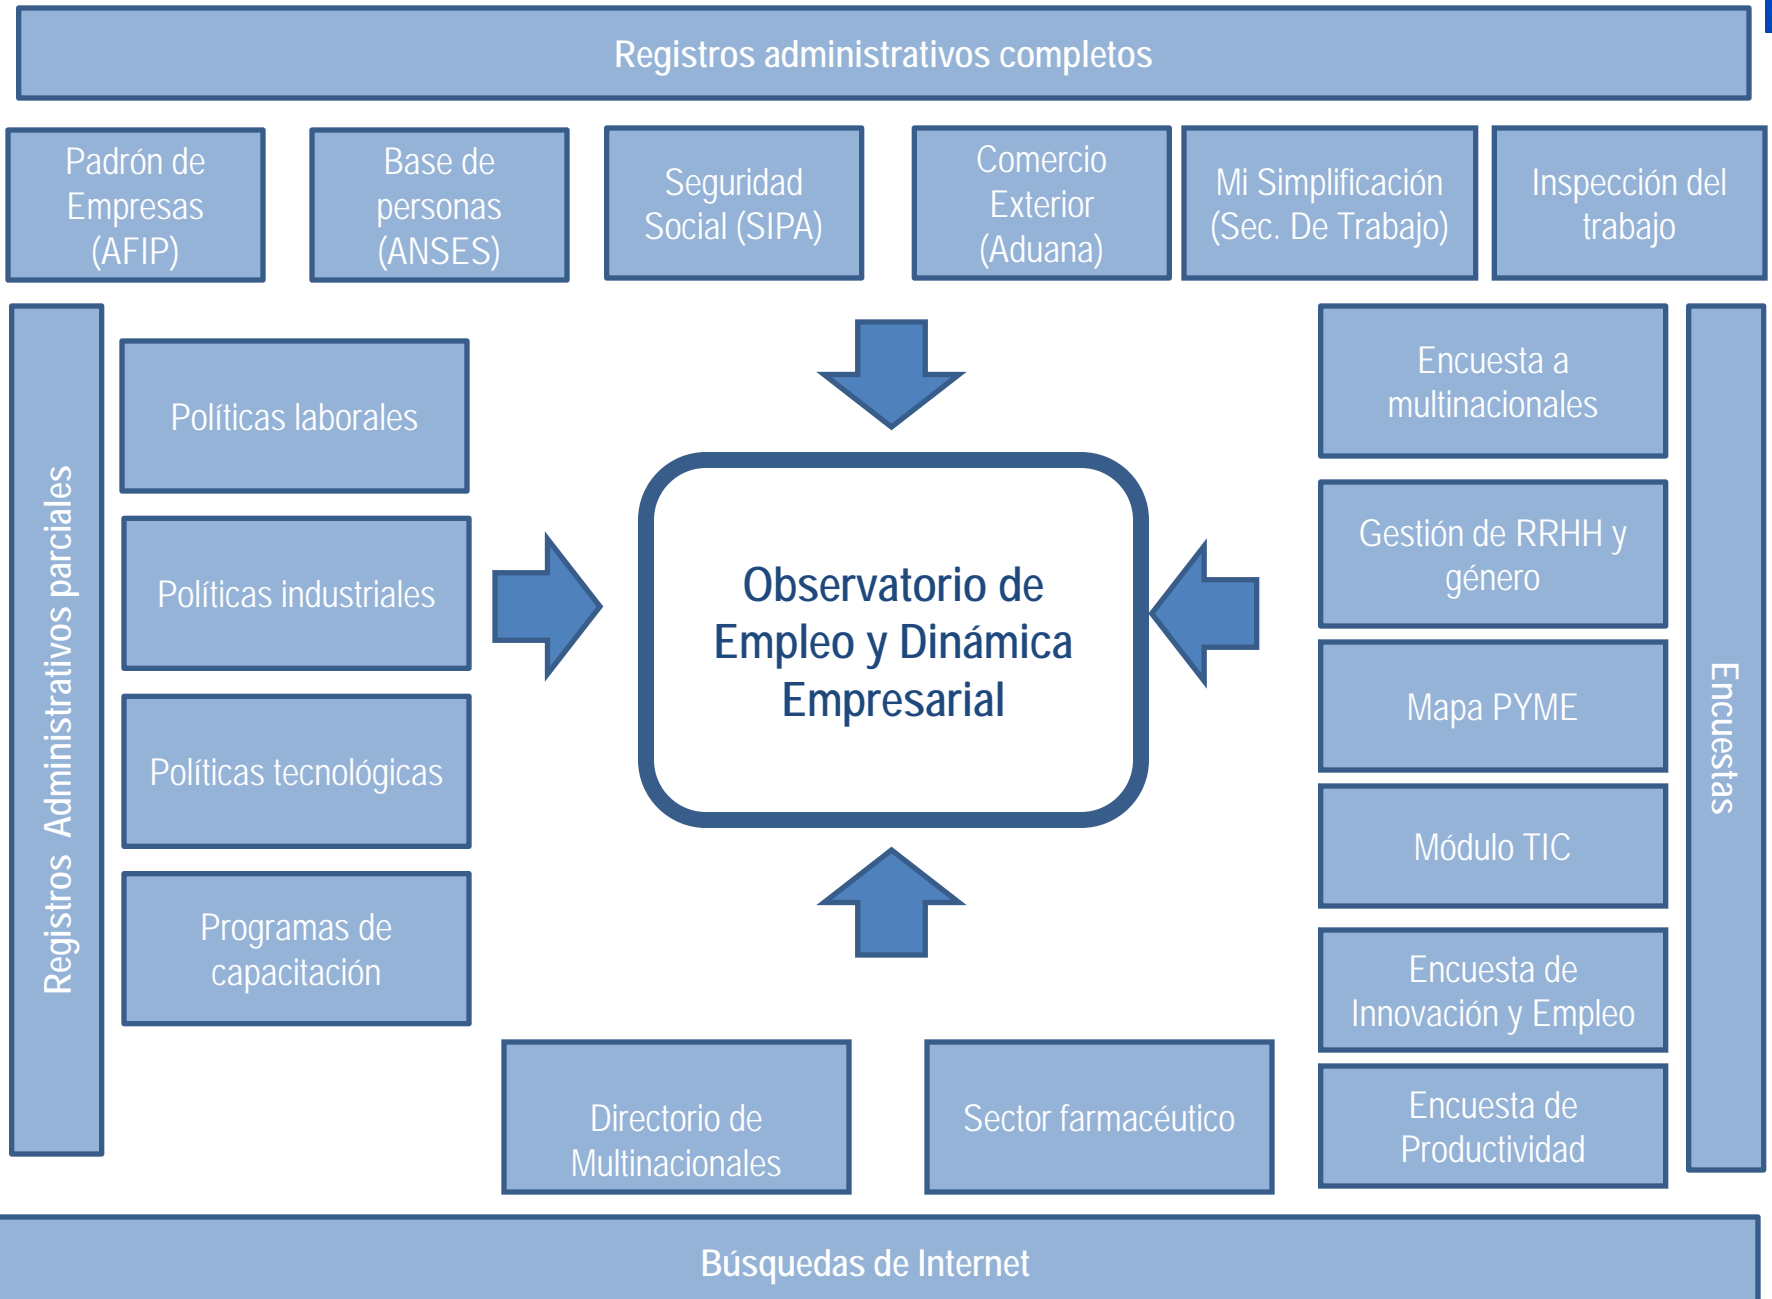 Registros administrativos completos
Padrón de
Empresas
(AFIP)
Base de
personas
(ANSES)
Seguridad
Social (SIPA)
Comercio
Exterior
(Aduana)
Mi Simplificación
(Sec. De Trabajo)
Inspección del
trabajo
Registros Administrativos parciales
Políticas laborales
Políticas industriales
Políticas tecnológicas
Programas de
capacitación
Observatorio de
Empleo y Dinámica
Empresarial
Encuesta a
multinacionales
Gestión de RRHH y
género
Mapa PYME
Módulo TIC
Encuesta de
Innovación y Empleo
Encuesta de
Productividad
Encuestas
Directorio de
Multinacionales
Sector farmacéutico
Búsquedas de Internet